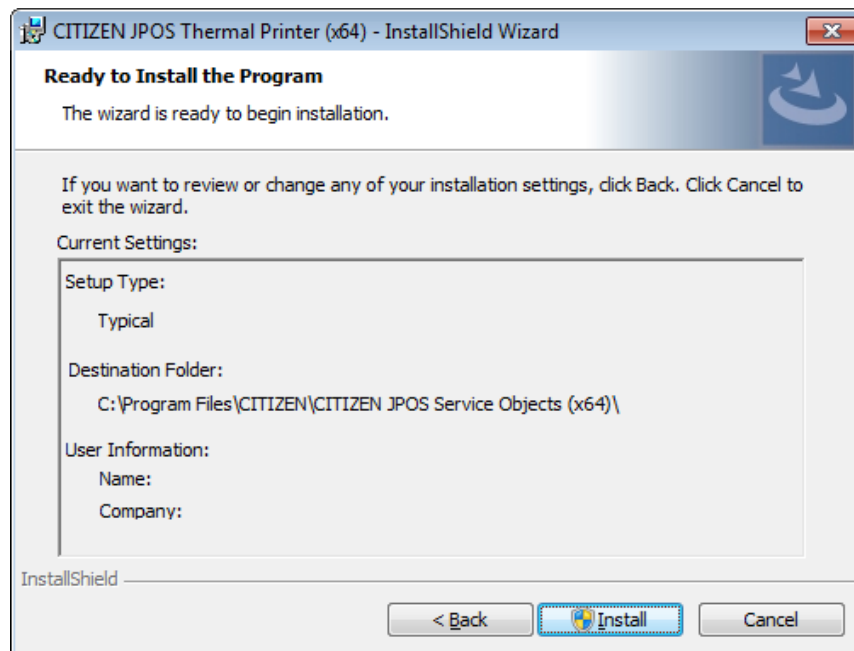 CITIZEN JPOS Thermal Printer (x64) - InstallShield Wizard
Ready to Install the Program
The wizard is ready to begin installation.
If you want to review or change any of your installation settings, click Back. Click Cancel to
exit the wizard.
Current Settings:
Setup Type:
Typical
Destination Folder:
C:\Program Files\CITIZEN\CITIZEN JPOS Service Objects (x64)\
User Information:
Name:
Company:
InstallShield
< Back
Install
Cancel